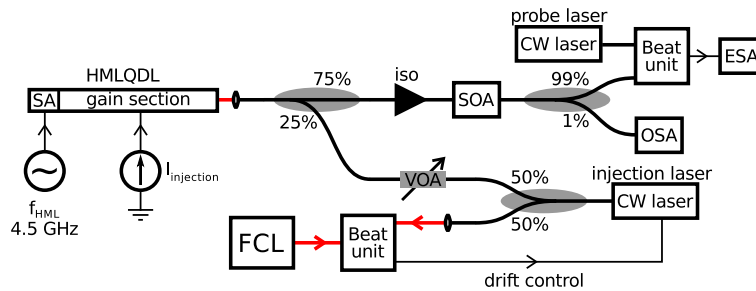 probe laser
CW laser
Beat
unit
ESA
HMLQDL
SA
gain section
75%
25%
iso
SOA
99%
1%
OSA
f_HML
4.5 GHz
I_injection
VOA
50%
50%
injection laser
CW laser
FCL
Beat
unit
drift control